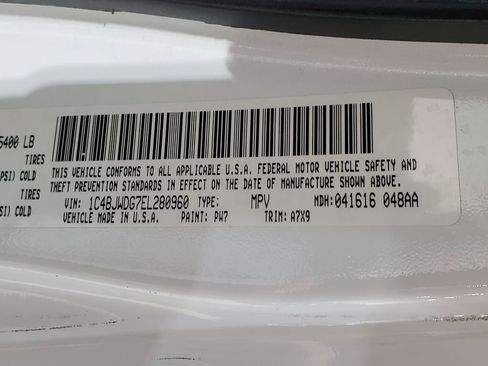 5400 LB
TIRES
PSI) COLD
TIRES
SI) COLD
THIS VEHICLE CONFORMS TO ALL APPLICABLE U.S.A. FEDERAL MOTOR VEHICLE SAFETY AND
THEFT PREVENTION STANDARDS IN EFFECT ON THE DATE OF MANUFACTURE SHOWN ABOVE.
VIN: 1C4BJWDG7EL280960 TYPE: MPV MDH: 041616 048AA
VEHICLE MADE IN U.S.A. PAINT: PW7 TRIM: A7X9